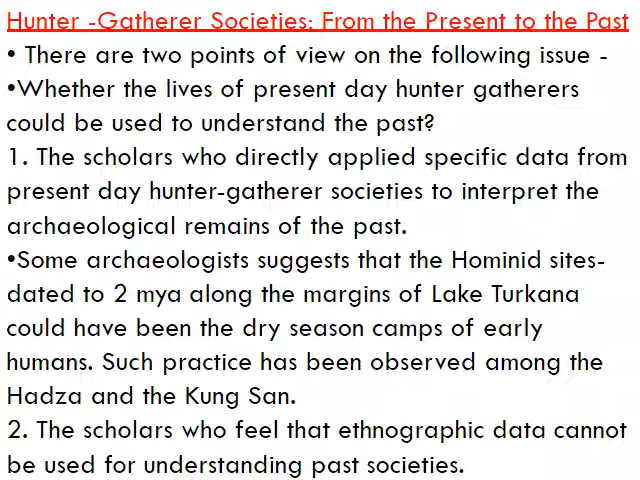 Hunter -Gatherer Societies: From the Present to the Past
• There are two points of view on the following issue -
•Whether the lives of present day hunter gatherers
could be used to understand the past?
1. The scholars who directly applied specific data from
present day hunter-gatherer societies to interpret the
archaeological remains of the past.
•Some archaeologists suggests that the Hominid sites-
dated to 2 mya along the margins of Lake Turkana
could have been the dry season camps of early
humans. Such practice has been observed among the
Hadza and the Kung San.
2. The scholars who feel that ethnographic data cannot
be used for understanding past societies.